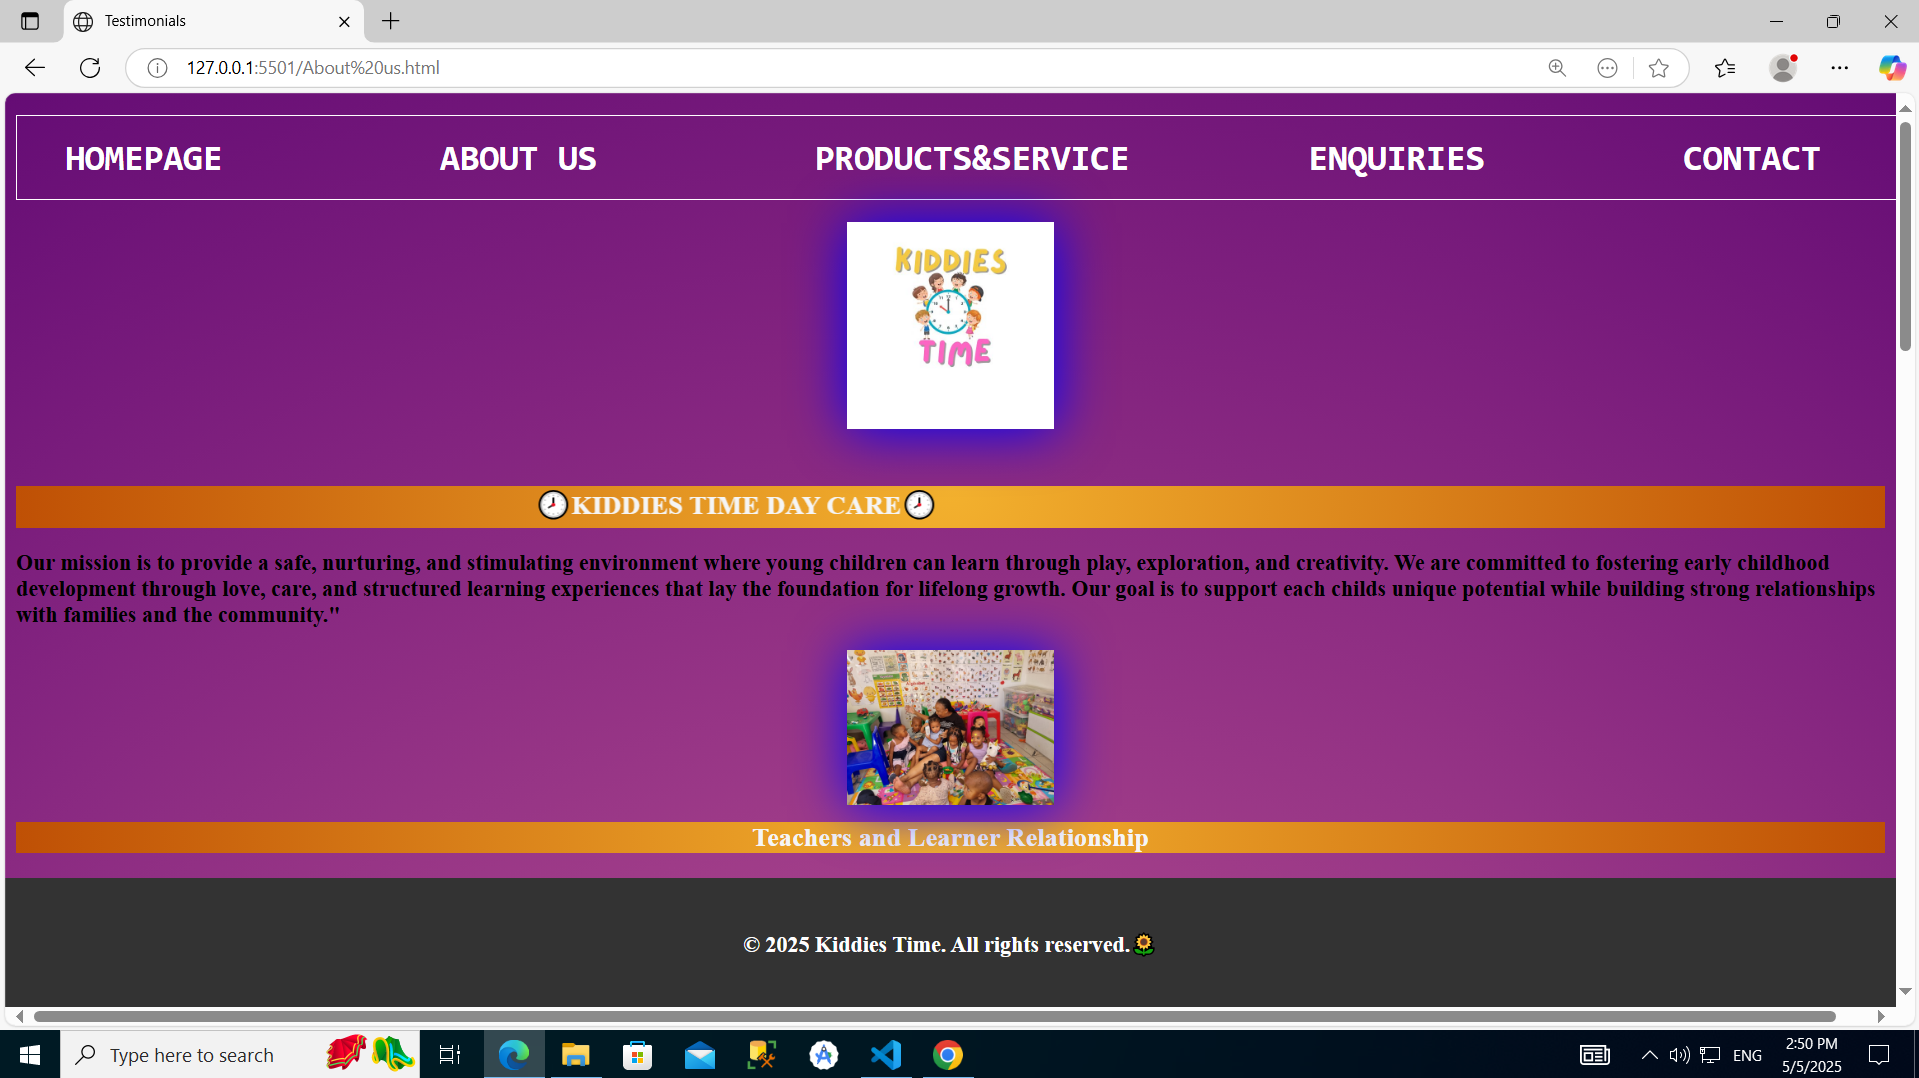 Testimonials
127.0.0.1:5501/About%20us.html
HOMEPAGE ABOUT US PRODUCTS&SERVICE ENQUIRIES CONTACT
KIDDIES
TIME
🕗KIDDIES TIME DAY CARE🕗
Our mission is to provide a safe, nurturing, and stimulating environment where young children can learn through play, exploration, and creativity. We are committed to fostering early childhood
development through love, care, and structured learning experiences that lay the foundation for lifelong growth. Our goal is to support each childs unique potential while building strong relationships
with families and the community."
Teachers and Learner Relationship
© 2025 Kiddies Time. All rights reserved.🌻
Type here to search
ENG
2:50 PM
5/5/2025